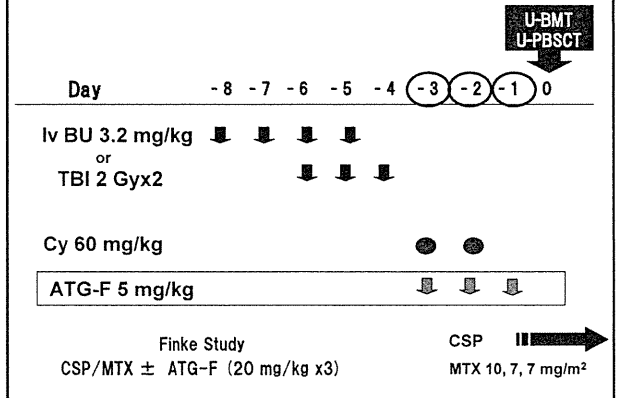 U-BMT
U-PBSCT
Day -8 -7 -6 -5 -4 -3 -2 -1 0
Iv BU 3.2 mg/kg
or
TBI 2 Gyx2
Cy 60 mg/kg
ATG-F 5 mg/kg
Finke Study
CSP/MTX ± ATG-F (20 mg/kg x3)
CSP
MTX 10, 7, 7 mg/m²